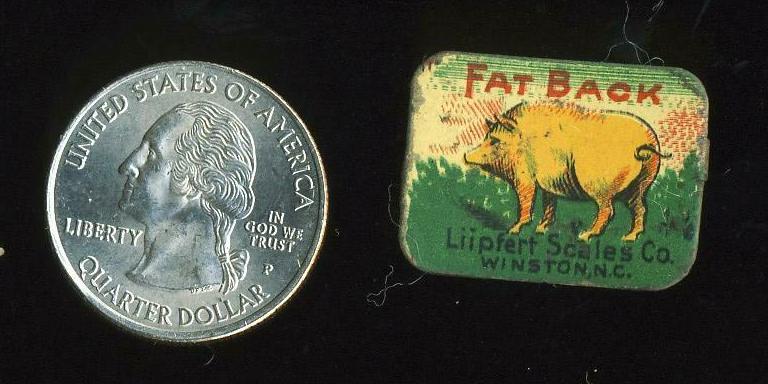 UNITED STATES OF AMERICA
LIBERTY
IN
GOD WE
TRUST
P
QUARTER DOLLAR
FAT BACK
Liipfert Scales Co.
WINSTON, N.C.